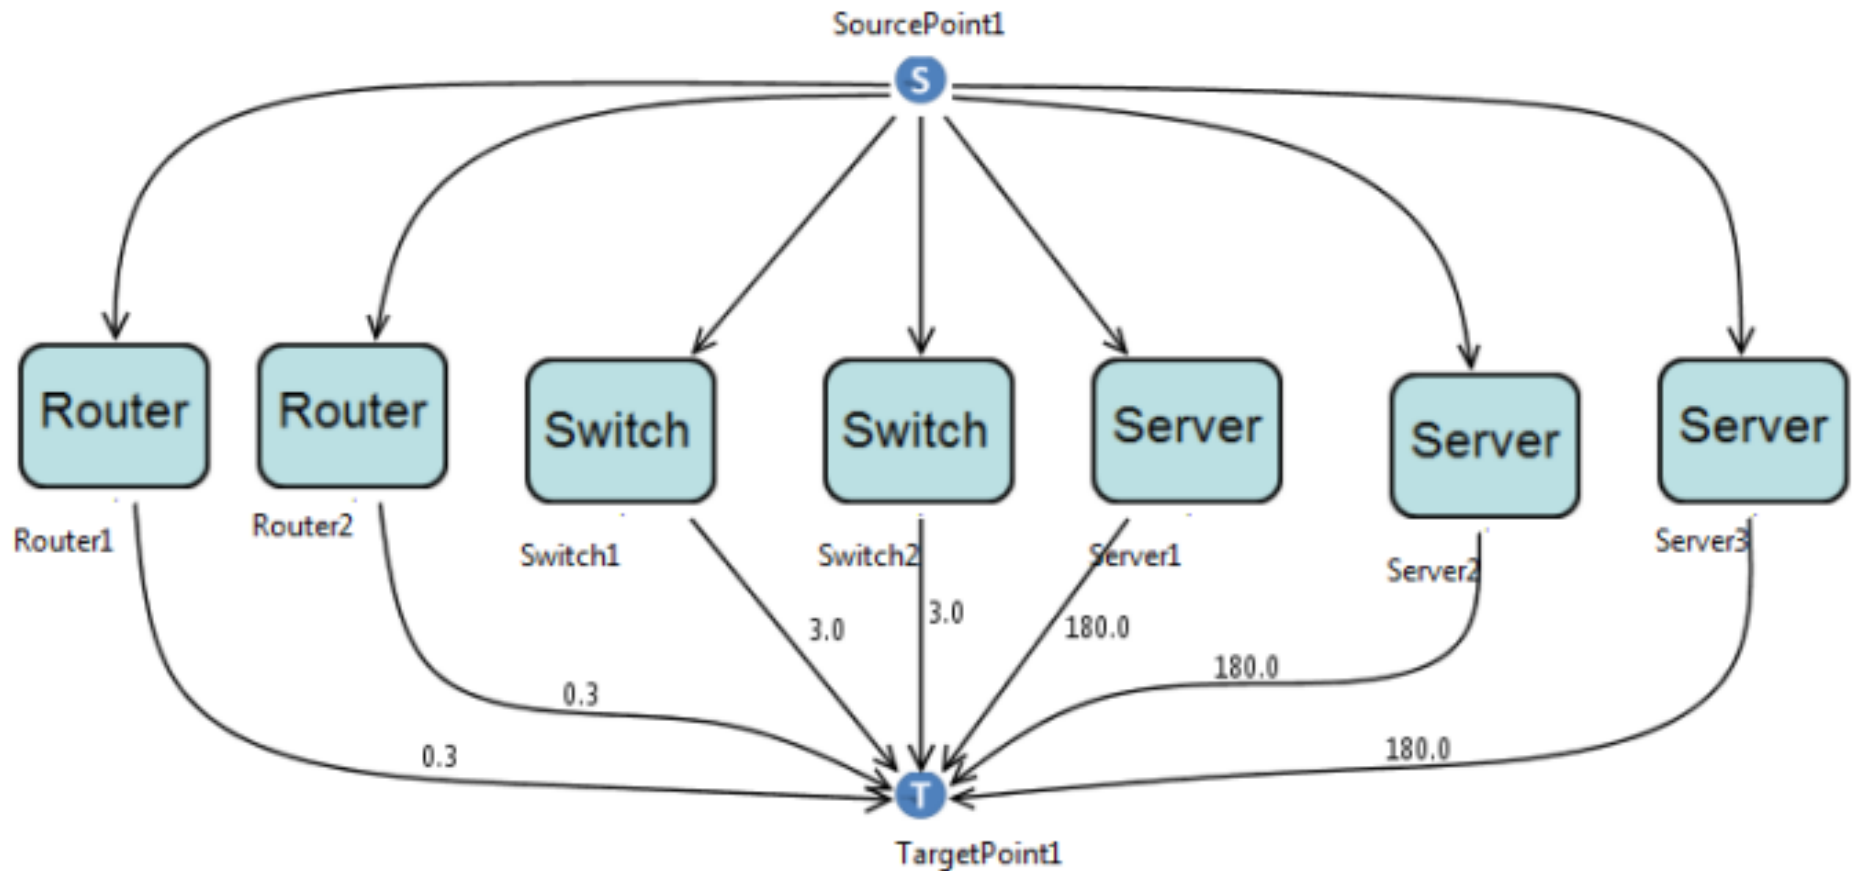 SourcePoint1
S
Router
Router
Switch
Switch
Server
Server
Server
Router1
Router2
Switch1
Switch2
Server1
Server2
Server3
3.0
3.0
180.0
180.0
0.3
0.3
180.0
T
TargetPoint1